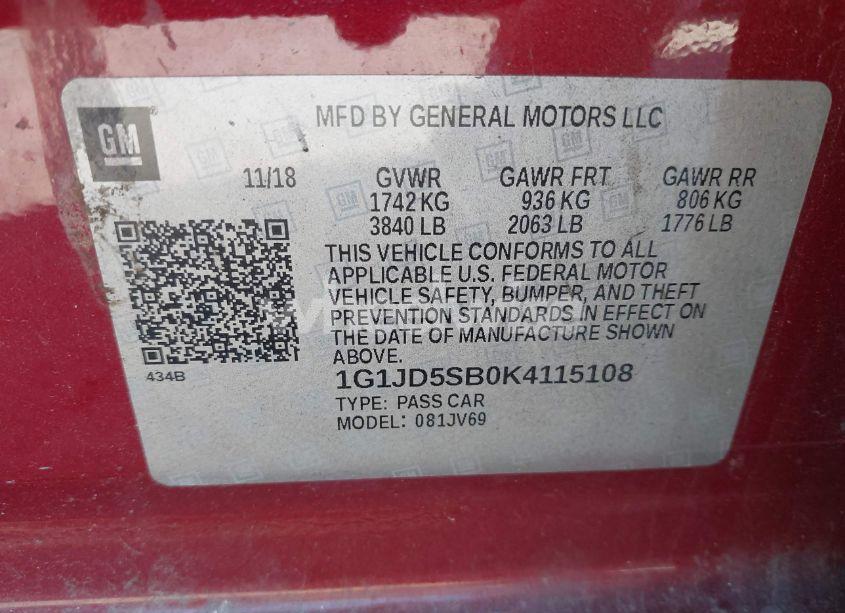 GM
MFD BY GENERAL MOTORS LLC
11/18 GVWR GAWR FRT GAWR RR
1742 KG 936 KG 806 KG
3840 LB 2063 LB 1776 LB
THIS VEHICLE CONFORMS TO ALL
APPLICABLE U.S. FEDERAL MOTOR
VEHICLE SAFETY, BUMPER, AND THEFT
PREVENTION STANDARDS IN EFFECT ON
THE DATE OF MANUFACTURE SHOWN
ABOVE.
434B
1G1JD5SB0K4115108
TYPE: PASS CAR
MODEL: 081JV69